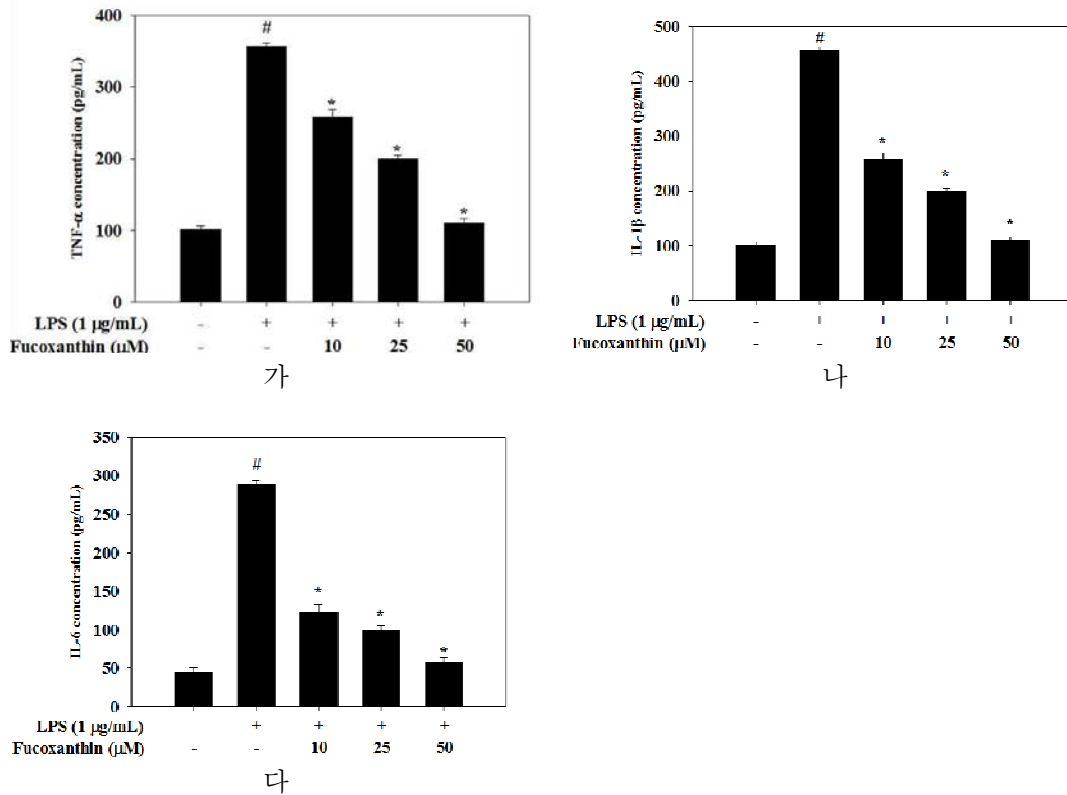 400
300
200
100
0
TNF-α concentration (pg/mL)
#
*
*
*
LPS (1 µg/mL) - + + + +
Fucoxanthin (µM) - - 10 25 50
가
500
400
300
200
100
0
IL-1β concentration (pg/mL)
#
*
*
*
LPS (1 µg/mL) -
Fucoxanthin (µM) - - 10 25 50
나
350
300
250
200
150
100
50
0
IL-6 concentration (pg/mL)
#
*
*
*
LPS (1 µg/mL) - + + + +
Fucoxanthin (µM) - - 10 25 50
다